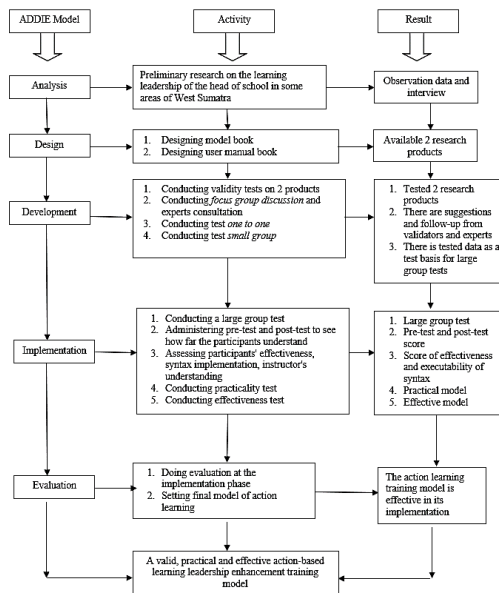 ADDIE Model
Activity
Result
Analysis
Preliminary research on the learning
leadership of the head of school in some
areas of West Sumatra
Observation data and
interview
Design
1. Designing model book
2. Designing user manual book
Available 2 research
products
Development
1. Conducting validity tests on 2 products
2. Conducting focus group discussion and
experts consultation
3. Conducting test one to one
4. Conducting test small group
1. Tested 2 research
products
2. There are suggestions
and follow-up from
validators and experts
3. There is tested data as a
test basis for large
group tests
Implementation
1. Conducting a large group test
2. Administering pre-test and post-test to see
how far the participants understand
3. Assessing participants' effectiveness,
syntax implementation, instructor's
understanding
4. Conducting practicality test
5. Conducting effectiveness test
1. Large group test
2. Pre-test and post-test
score
3. Score of effectiveness
and executability of
syntax
4. Practical model
5. Effective model
Evaluation
1. Doing evaluation at the
implementation phase
2. Setting final model of action
learning
The action learning
training model is
effective in its
implementation
A valid, practical and effective action-based
learning leadership enhancement training
model